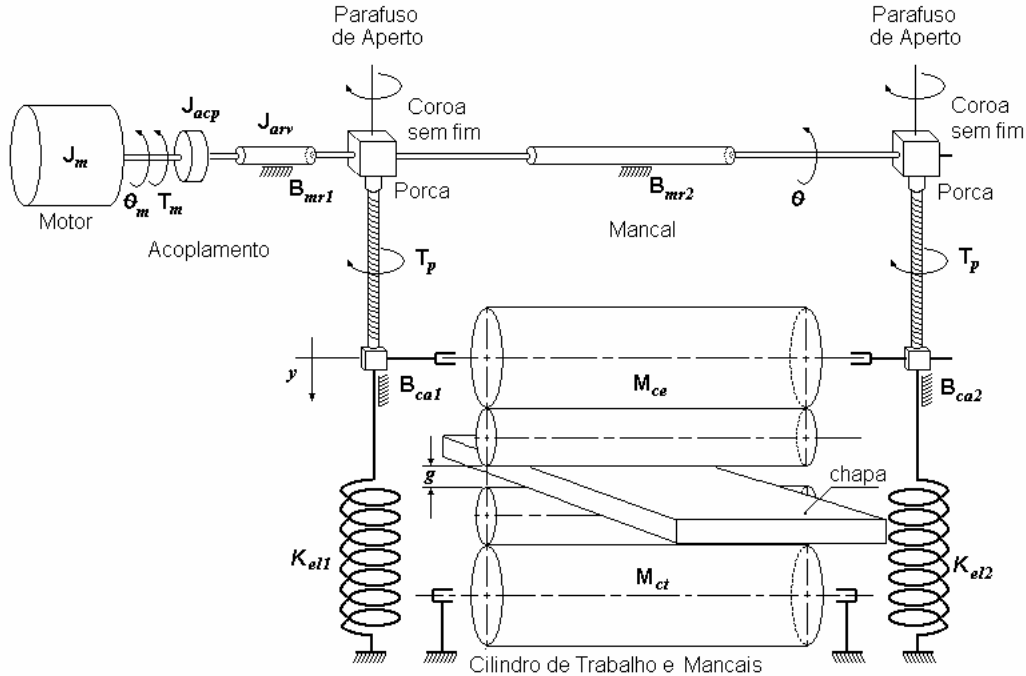 Parafuso
de Aperto
Parafuso
de Aperto
Coroa
sem fim
Coroa
sem fim
J_acp
J_arv
J_m
θ_m
T_m
B_mr1
Porca
B_mr2
θ
Porca
Motor
Acoplamento
Mancal
T_p
T_p
y
B_ca1
M_ce
B_ca2
g
chapa
K_el1
M_ct
K_el2
Cilindro de Trabalho e Mancais